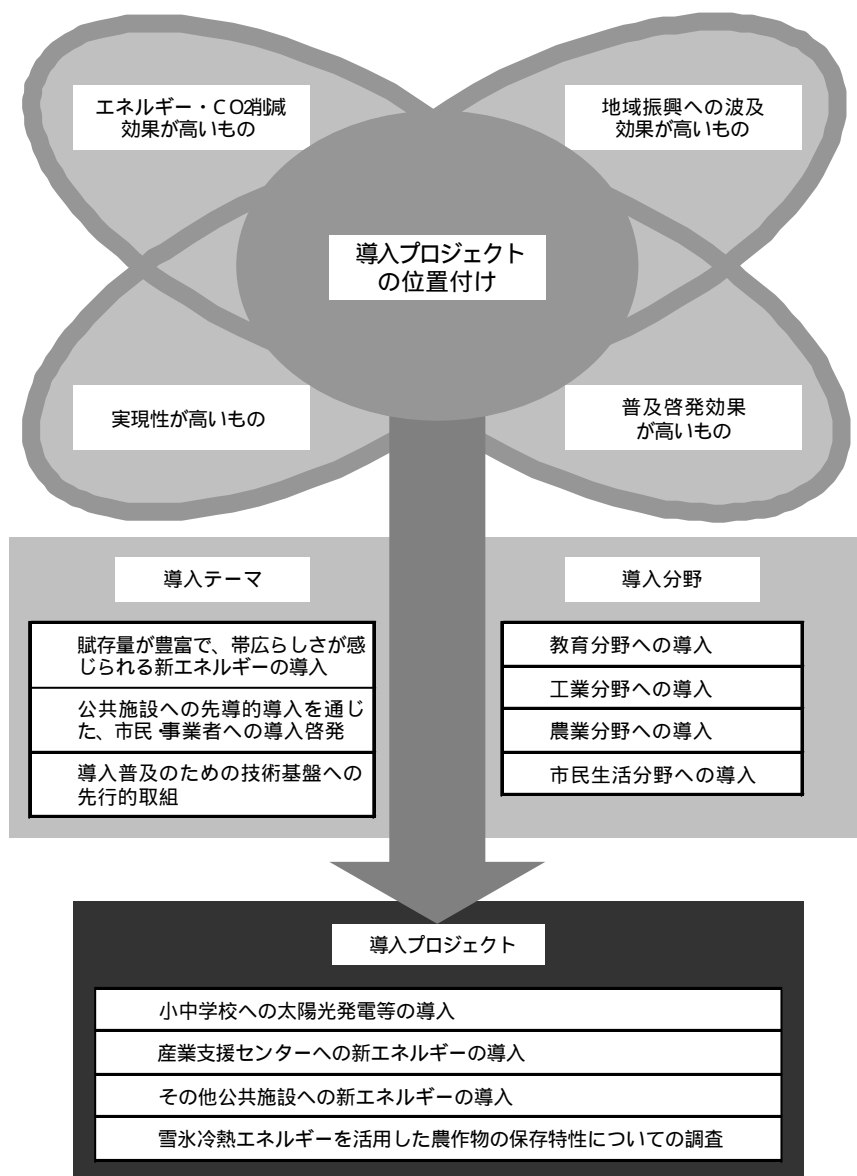 エネルギー・CO2削減
効果が高いもの
地域振興への波及
効果が高いもの
導入プロジェクト
の位置付け
実現性が高いもの
普及啓発効果
が高いもの
導入テーマ
賦存量が豊富で、帯広らしさが感
じられる新エネルギーの導入
公共施設への先導的導入を通じ
た、市民・事業者への導入啓発
導入普及のための技術基盤への
先行的取組
導入分野
教育分野への導入
工業分野への導入
農業分野への導入
市民生活分野への導入
導入プロジェクト
小中学校への太陽光発電等の導入
産業支援センターへの新エネルギーの導入
その他公共施設への新エネルギーの導入
雪氷冷熱エネルギーを活用した農作物の保存特性についての調査